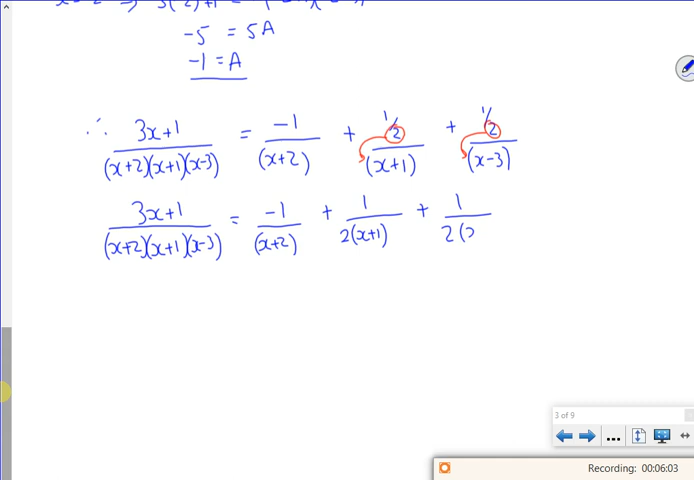 -5 = 5A
-1 = A
∴ 3x+1/((x+2)(x+1)(x-3)) = -1/(x+2) + 1/2/(x+1) + 1/2/(x-3)
3x+1/((x+2)(x+1)(x-3)) = -1/(x+2) + 1/2(x+1) + 1/2(
3 of 9
Recording: 00:06:03